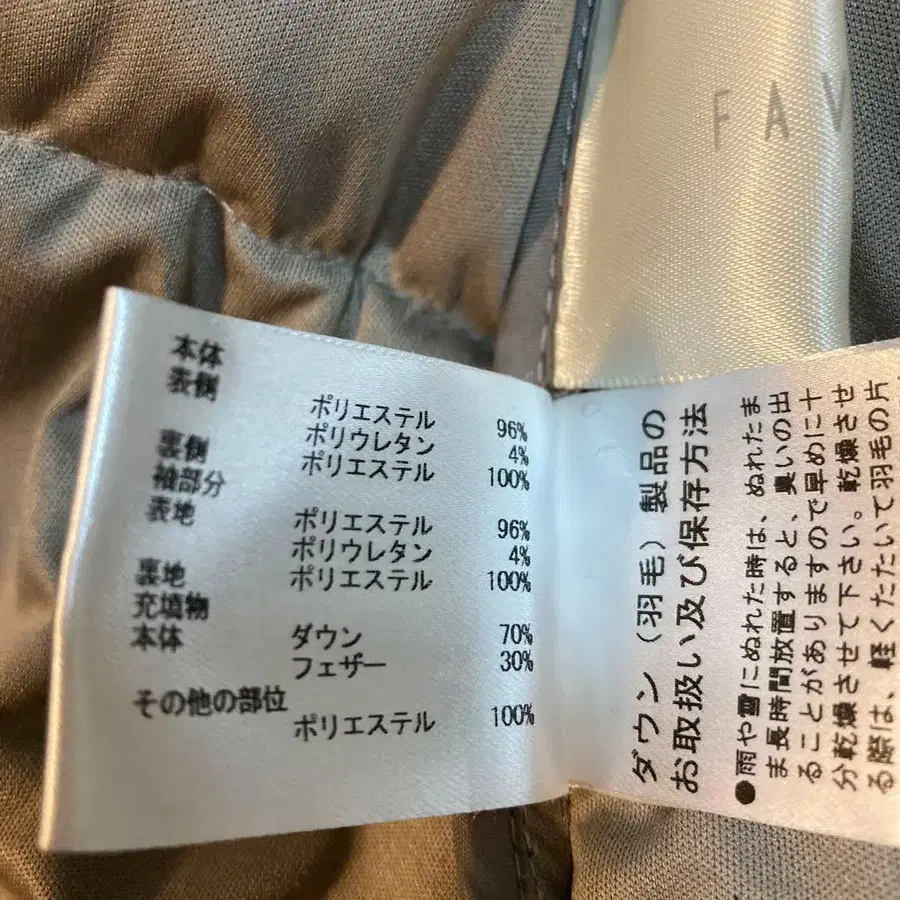 FAV
本体
表側
ポリエステル 96%
ポリウレタン 4%
裏側 ポリエステル 100%
袖部分
表地
ポリエステル 96%
ポリウレタン 4%
裏地 ポリエステル 100%
充填物
本体 ダウン 70%
フェザー 30%
その他の部位
ポリエステル 100%
ダウン(羽毛)製品の
お取扱い及び保存方法
●雨や雪にぬれた時は、ぬれたま
ま長時間放置すると、臭いの出
ることがありますので早めに十
分乾燥させて下さい。乾燥させ
る際は、軽くたたいて羽毛の片